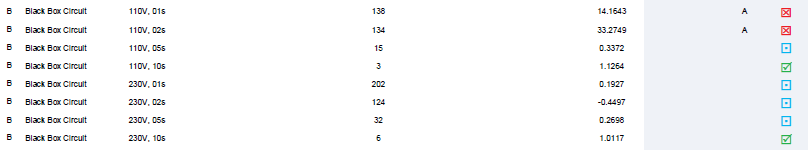 B Black Box Circuit 110V, 01s 138 14.1643 A
B Black Box Circuit 110V, 02s 134 33.2749 A
B Black Box Circuit 110V, 05s 15 0.3372
B Black Box Circuit 110V, 10s 3 1.1264
B Black Box Circuit 230V, 01s 202 0.1927
B Black Box Circuit 230V, 02s 124 -0.4497
B Black Box Circuit 230V, 05s 32 0.2698
B Black Box Circuit 230V, 10s 6 1.0117